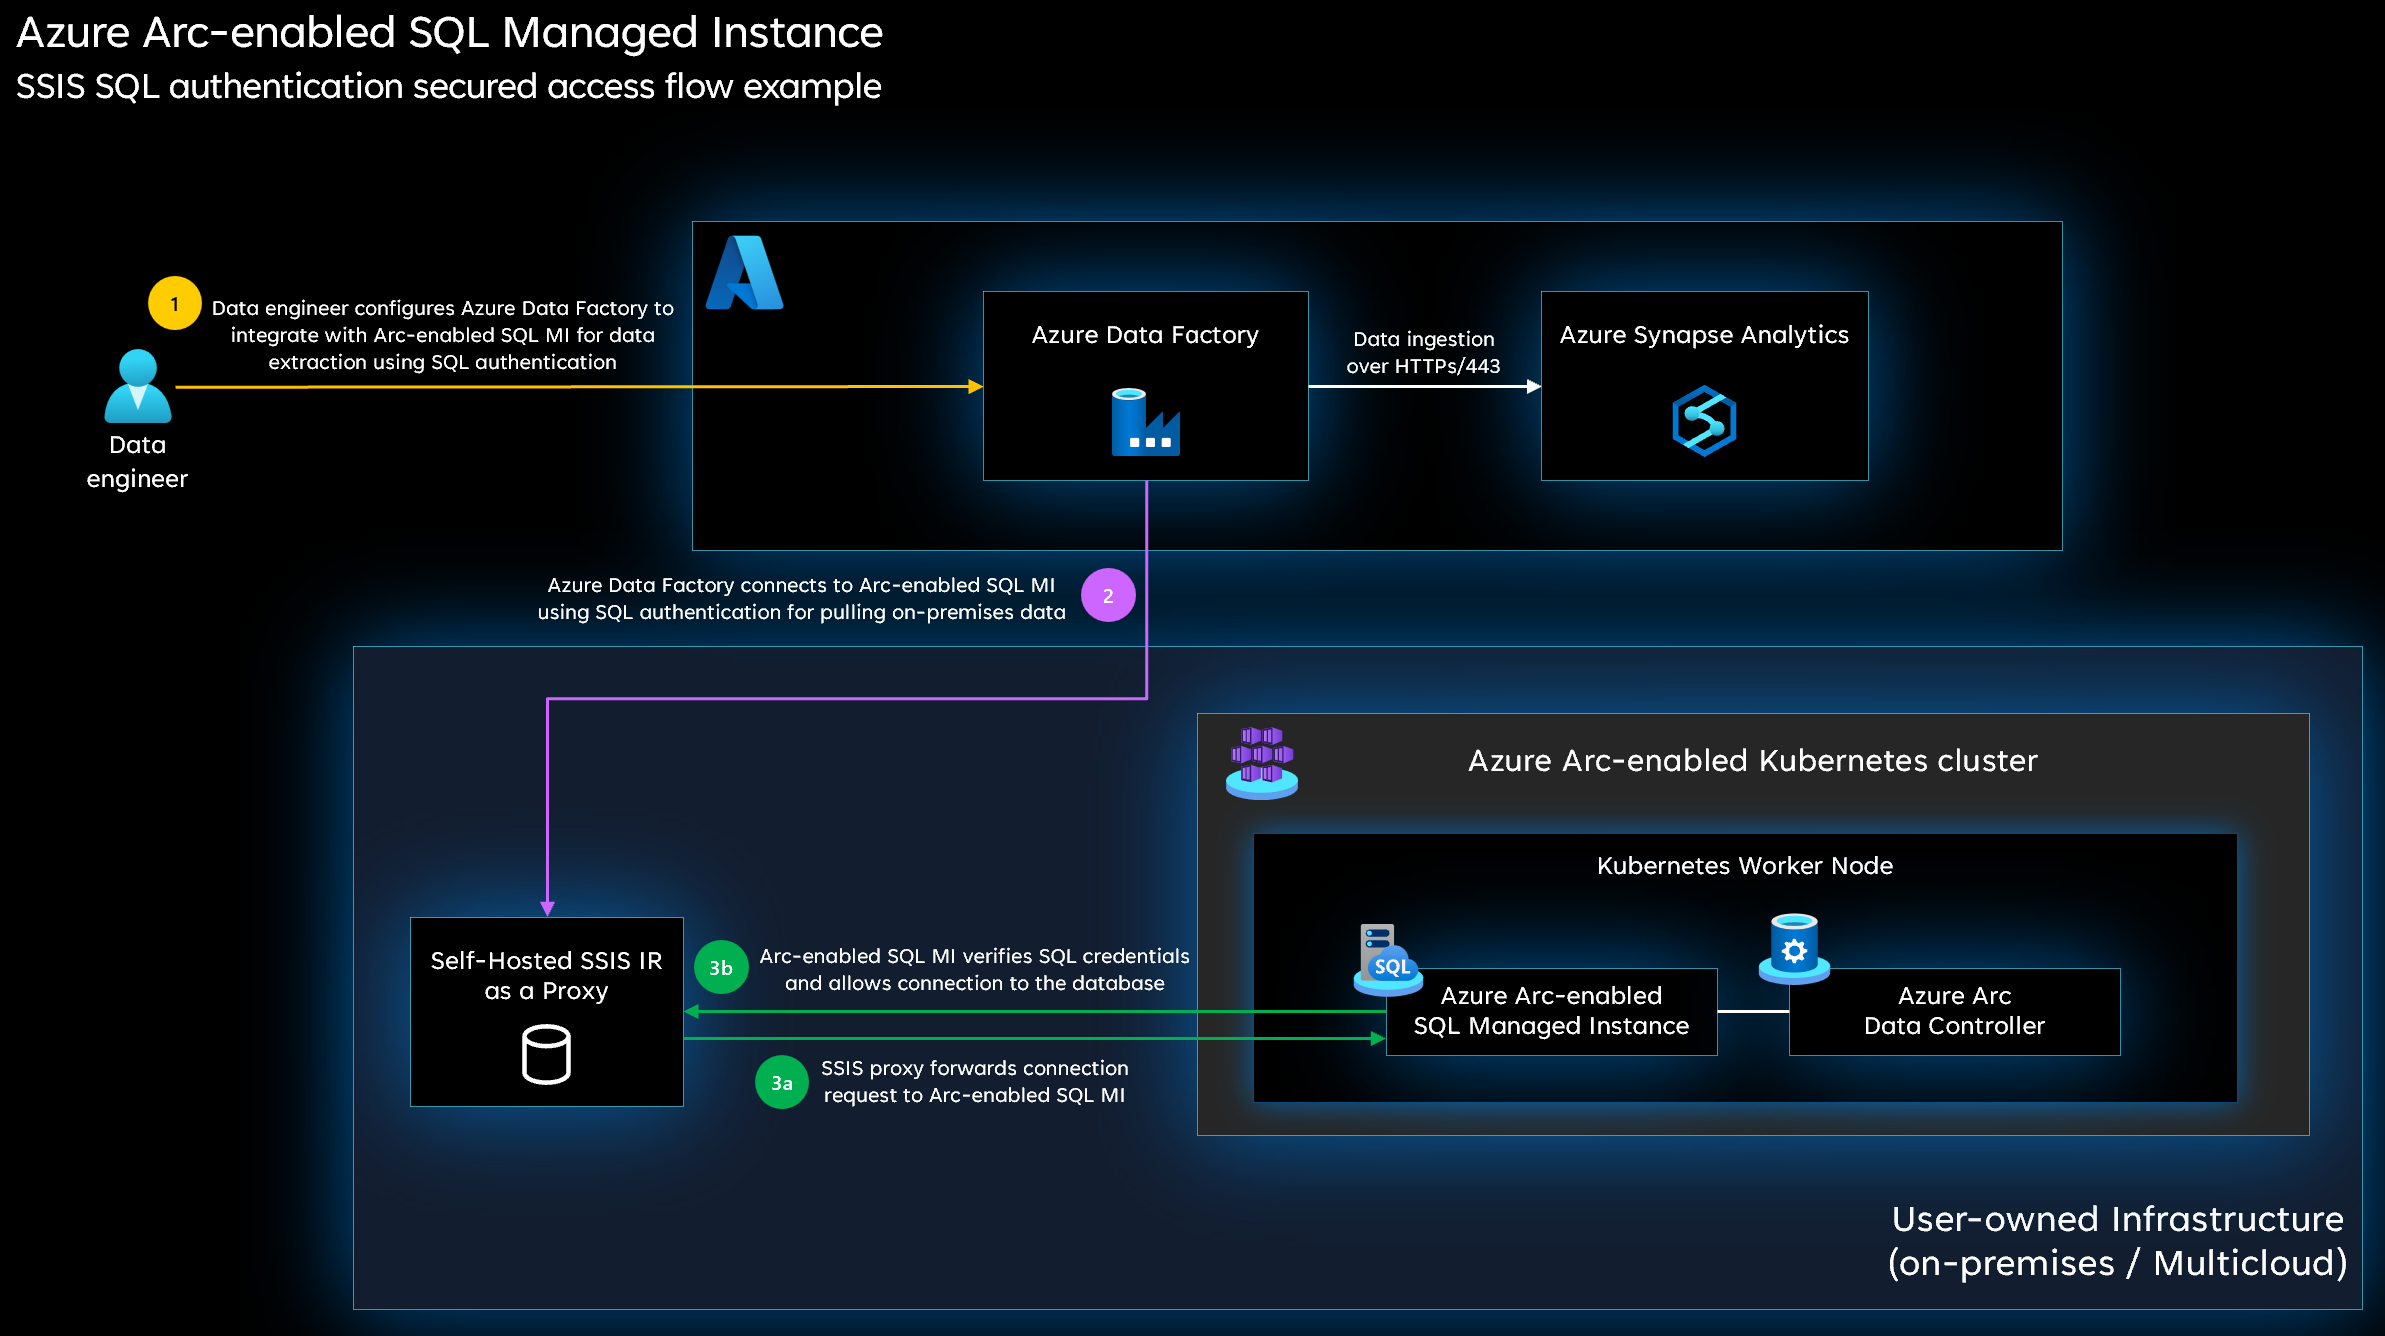 Azure Arc-enabled SQL Managed Instance
SSIS SQL authentication secured access flow example
1
Data engineer configures Azure Data Factory to
integrate with Arc-enabled SQL MI for data
extraction using SQL authentication
Data
engineer
Azure Data Factory
Data ingestion
over HTTPs/443
Azure Synapse Analytics
Azure Data Factory connects to Arc-enabled SQL MI
using SQL authentication for pulling on-premises data
2
Azure Arc-enabled Kubernetes cluster
Kubernetes Worker Node
Self-Hosted SSIS IR
as a Proxy
3b
Arc-enabled SQL MI verifies SQL credentials
and allows connection to the database
3a
SSIS proxy forwards connection
request to Arc-enabled SQL MI
SQL
Azure Arc-enabled
SQL Managed Instance
Azure Arc
Data Controller
User-owned Infrastructure
(on-premises / Multicloud)